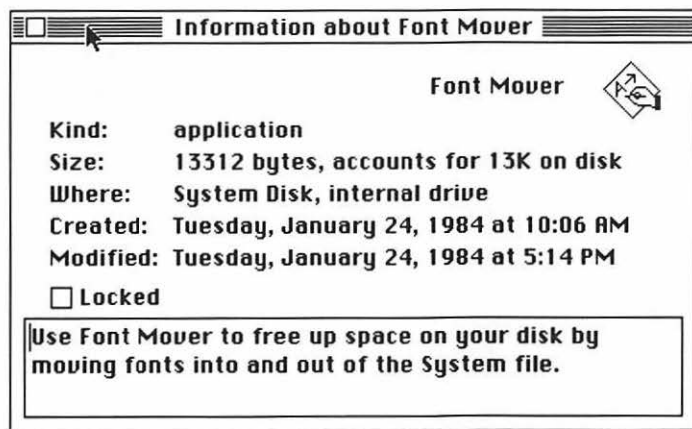 Information about Font Mover
Font Mover
Kind: application
Size: 13312 bytes, accounts for 13K on disk
Where: System Disk, internal drive
Created: Tuesday, January 24, 1984 at 10:06 AM
Modified: Tuesday, January 24, 1984 at 5:14 PM
Locked
Use Font Mover to free up space on your disk by
moving fonts into and out of the System file.